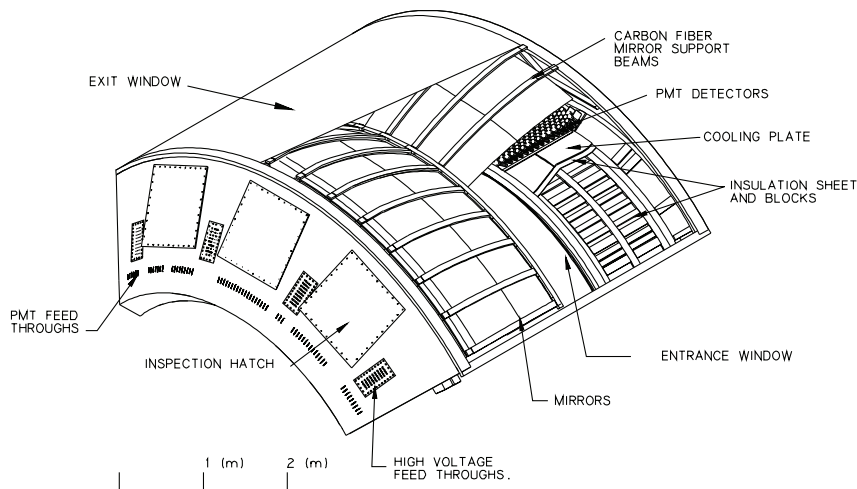 CARBON FIBER
MIRROR SUPPORT
BEAMS
EXIT WINDOW
PMT DETECTORS
COOLING PLATE
INSULATION SHEET
AND BLOCKS
PMT FEED
THROUGHS
INSPECTION HATCH
ENTRANCE WINDOW
MIRRORS
1 (m) 2 (m)
HIGH VOLTAGE
FEED THROUGHS.